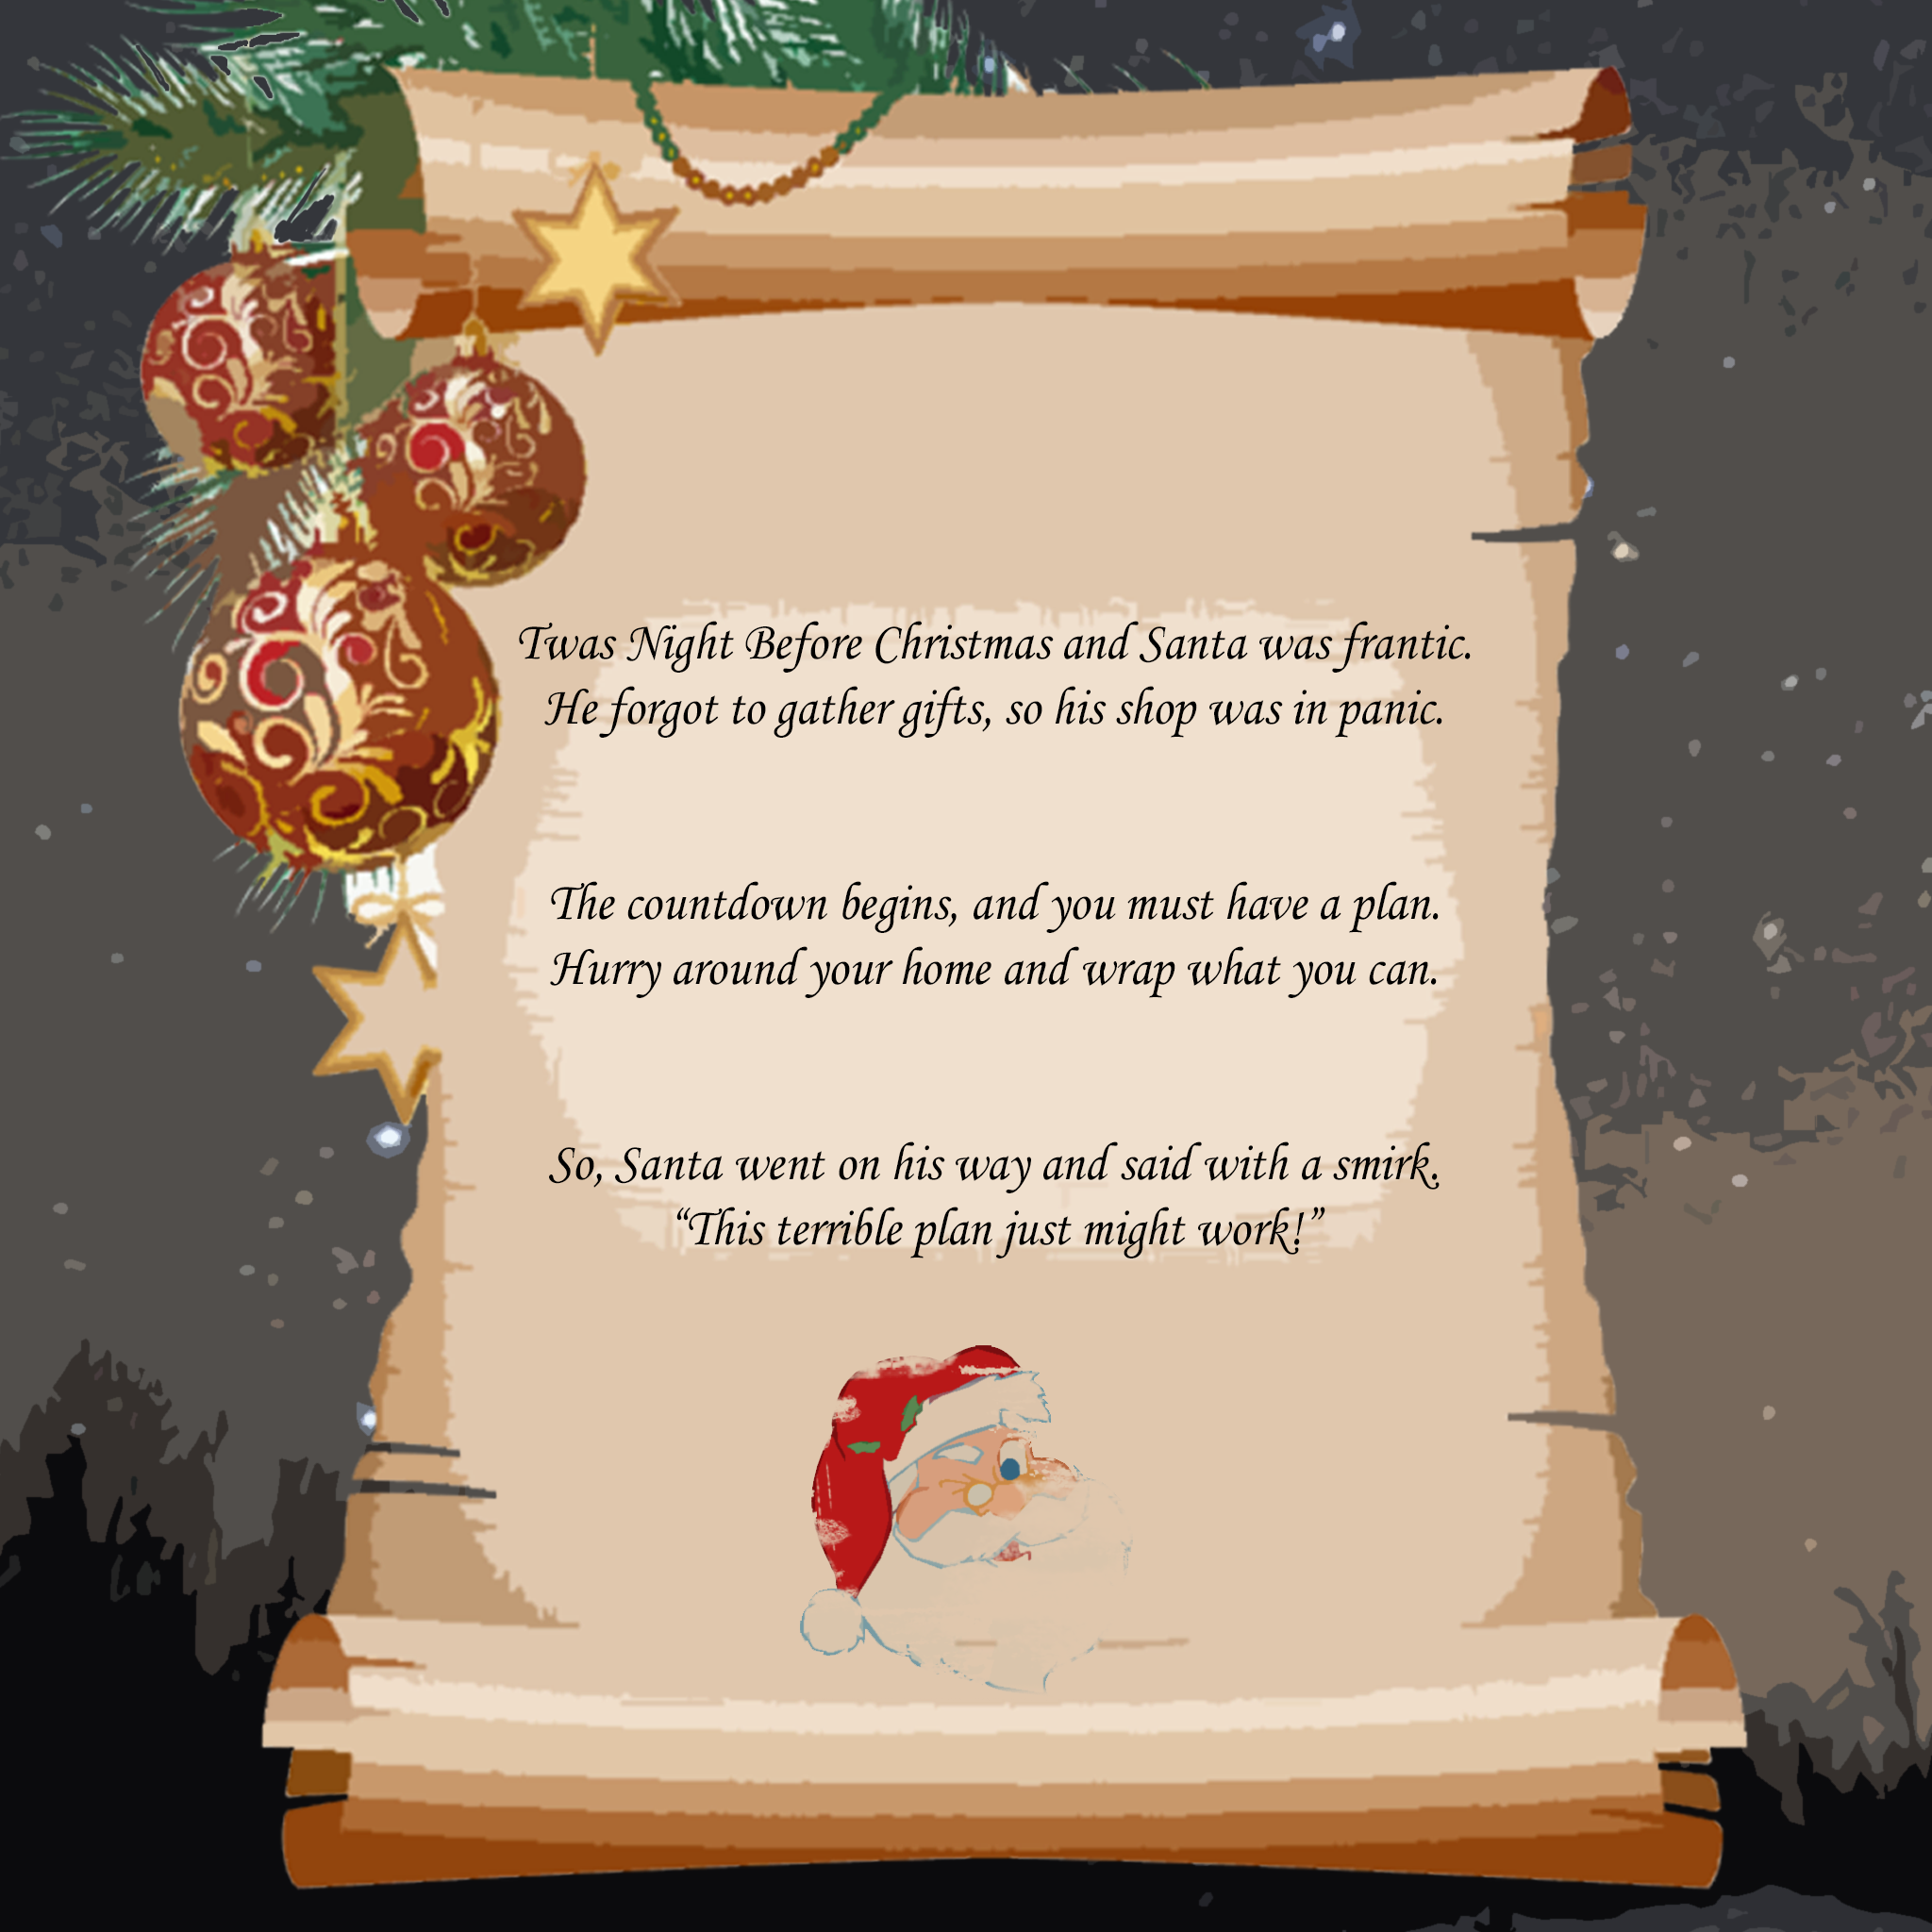 Twas Night Before Christmas and Santa was frantic.
He forgot to gather gifts, so his shop was in panic.
The countdown begins, and you must have a plan.
Hurry around your home and wrap what you can.
So, Santa went on his way and said with a smirk.
“This terrible plan just might work!”